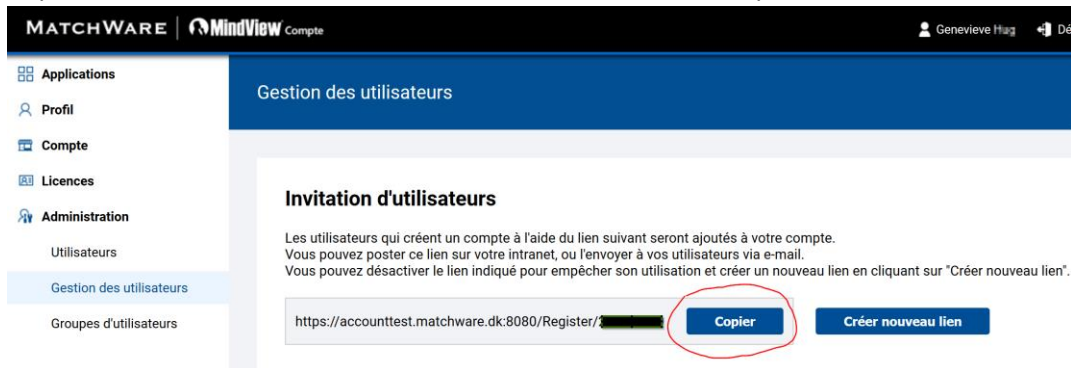 MATCHWARE MindView Compte
Genevieve Hug Dé
Applications
Profil
Compte
Licences
Administration
Utilisateurs
Gestion des utilisateurs
Groupes d'utilisateurs
Gestion des utilisateurs
Invitation d'utilisateurs
Les utilisateurs qui créent un compte à l'aide du lien suivant seront ajoutés à votre compte.
Vous pouvez poster ce lien sur votre intranet, ou l'envoyer à vos utilisateurs via e-mail.
Vous pouvez désactiver le lien indiqué pour empêcher son utilisation et créer un nouveau lien en cliquant sur "Créer nouveau lien".
https://accounttest.matchware.dk:8080/Register/ Copier Créer nouveau lien